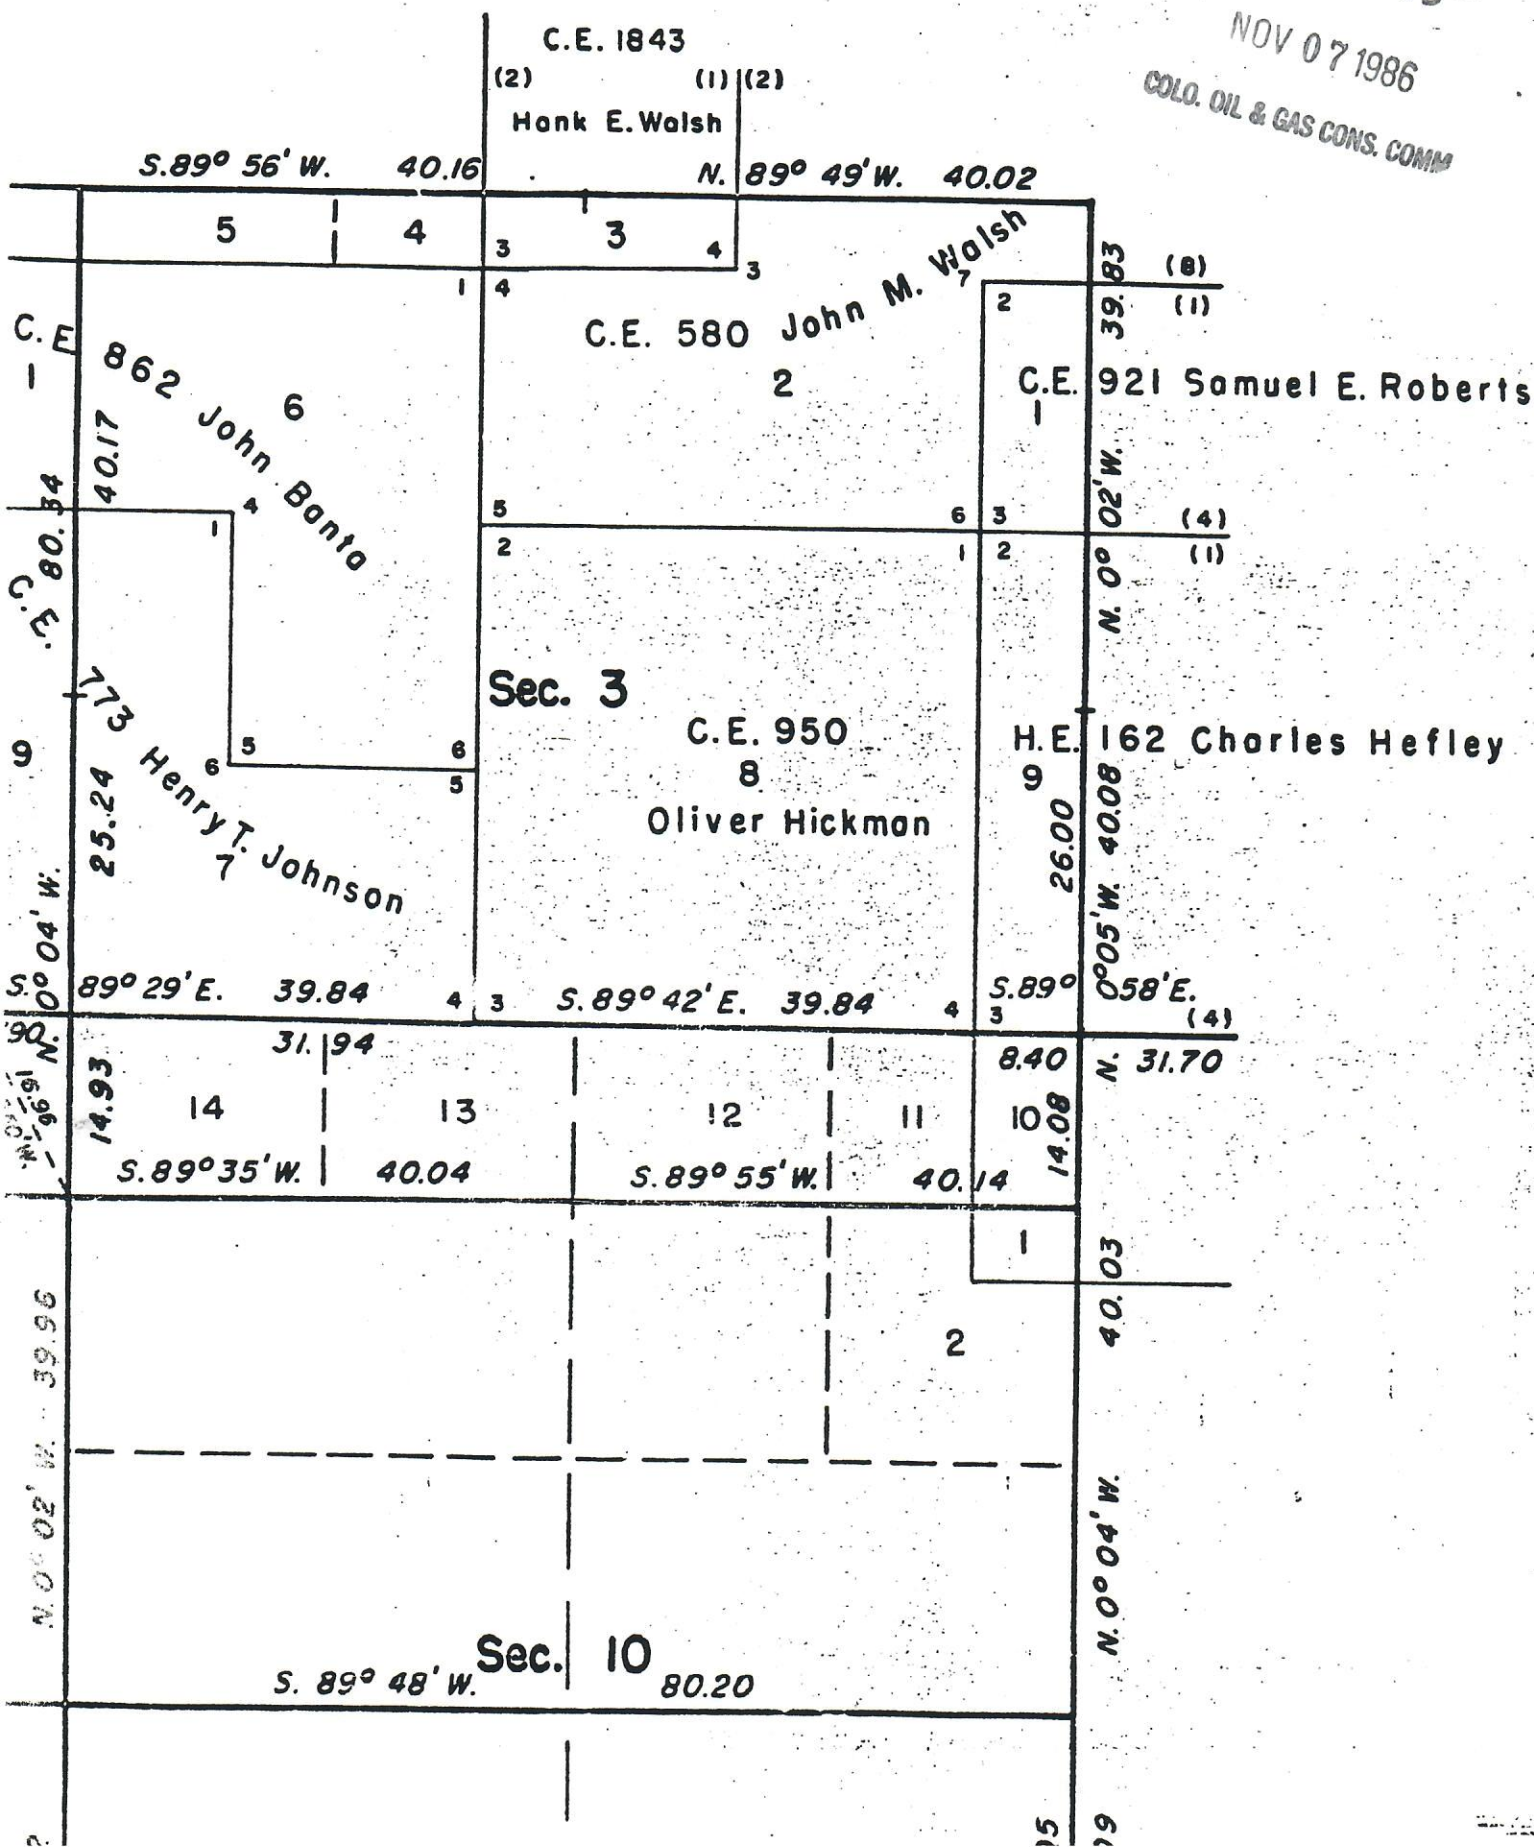 NOV 07 1986
COLO. OIL & GAS CONS. COMM
C.E. 1843
(2) (1) (2)
Hank E. Walsh
S. 89° 56' W. 40.16
N. 89° 49' W. 40.02
5 4 3 3 4 3
1 4
C.E. 580 John M. Walsh
2
7
2
39.83
(8)
(1)
C.E. 921 Samuel E. Roberts
1
C.E. 862 John Banta
1
6
40.17
80.34
4
1
5 6 3
(4)
2 1 2
(1)
N. 0° 02' W.
C.E. 773 Henry T. Johnson
9
7
5 6
6 5
25.24
N. 0° 04' W.
Sec. 3
C.E. 950
8
Oliver Hickman
H.E. 162 Charles Hefley
9
26.00
0° 05' W. 40.08
N.
S. 89° 29' E. 39.84
4 3
S. 89° 42' E. 39.84
4 3
S. 89° 058' E.
(4)
90
31.94
8.40
31.70
14.93
14 13 12 11 10
14.08
S. 89° 35' W. 40.04
S. 89° 55' W. 40.14
1
2
40.03
N. 0° 02' W. 39.96
N. 0° 04' W.
Sec. 10
S. 89° 48' W. 80.20